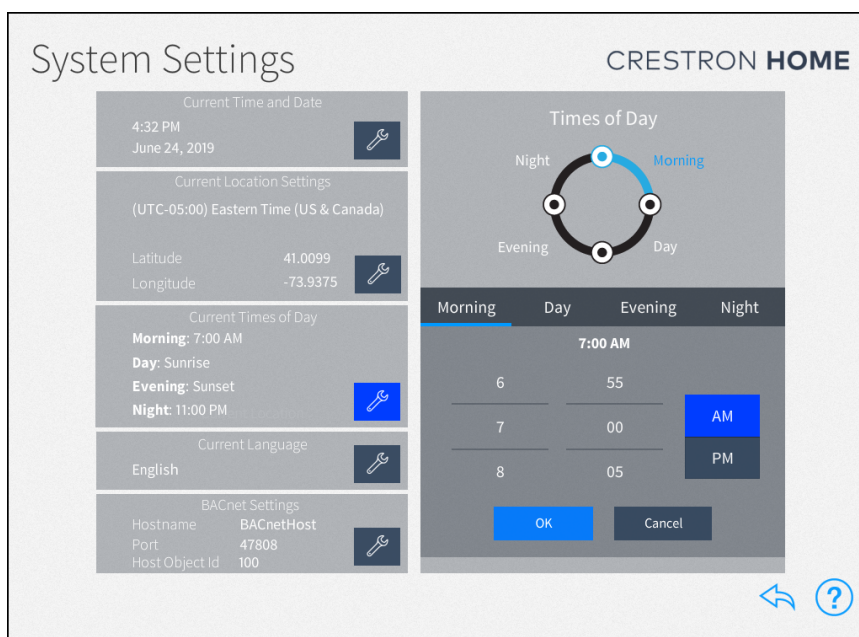 System Settings
CRESTRON HOME
Current Time and Date
4:32 PM
June 24, 2019
Current Location Settings
(UTC-05:00) Eastern Time (US & Canada)
Latitude 41.0099
Longitude -73.9375
Current Times of Day
Morning: 7:00 AM
Day: Sunrise
Evening: Sunset
Night: 11:00 PM
Current Language
English
BACnet Settings
Hostname BACnetHost
Port 47808
Host Object Id 100
Times of Day
Night Morning
Evening Day
Morning Day Evening Night
7:00 AM
6 55
7 00
8 05
AM
PM
OK Cancel
?